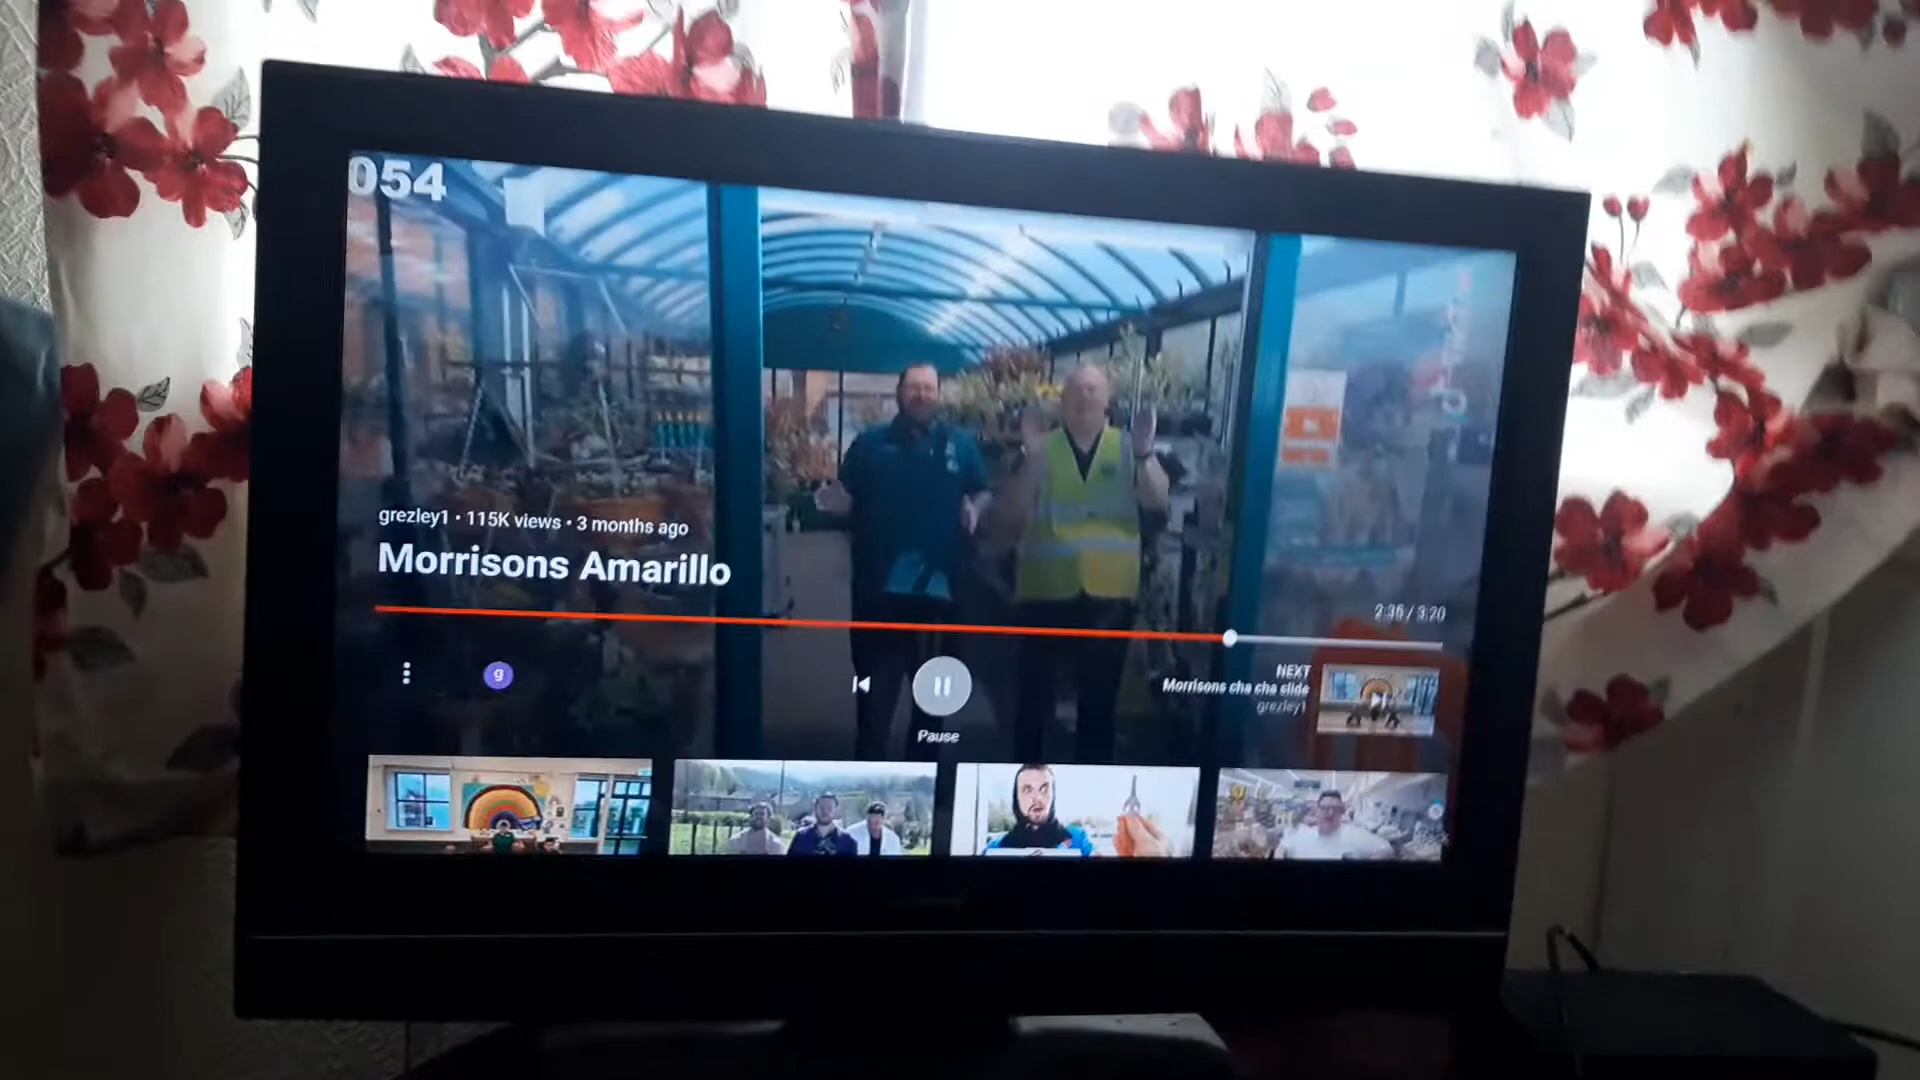 054
grezley1 • 115K views • 3 months ago
Morrisons Amarillo
2:35 / 3:20
g
NEXT
Morrisons cha cha slide
grezley1
Pause